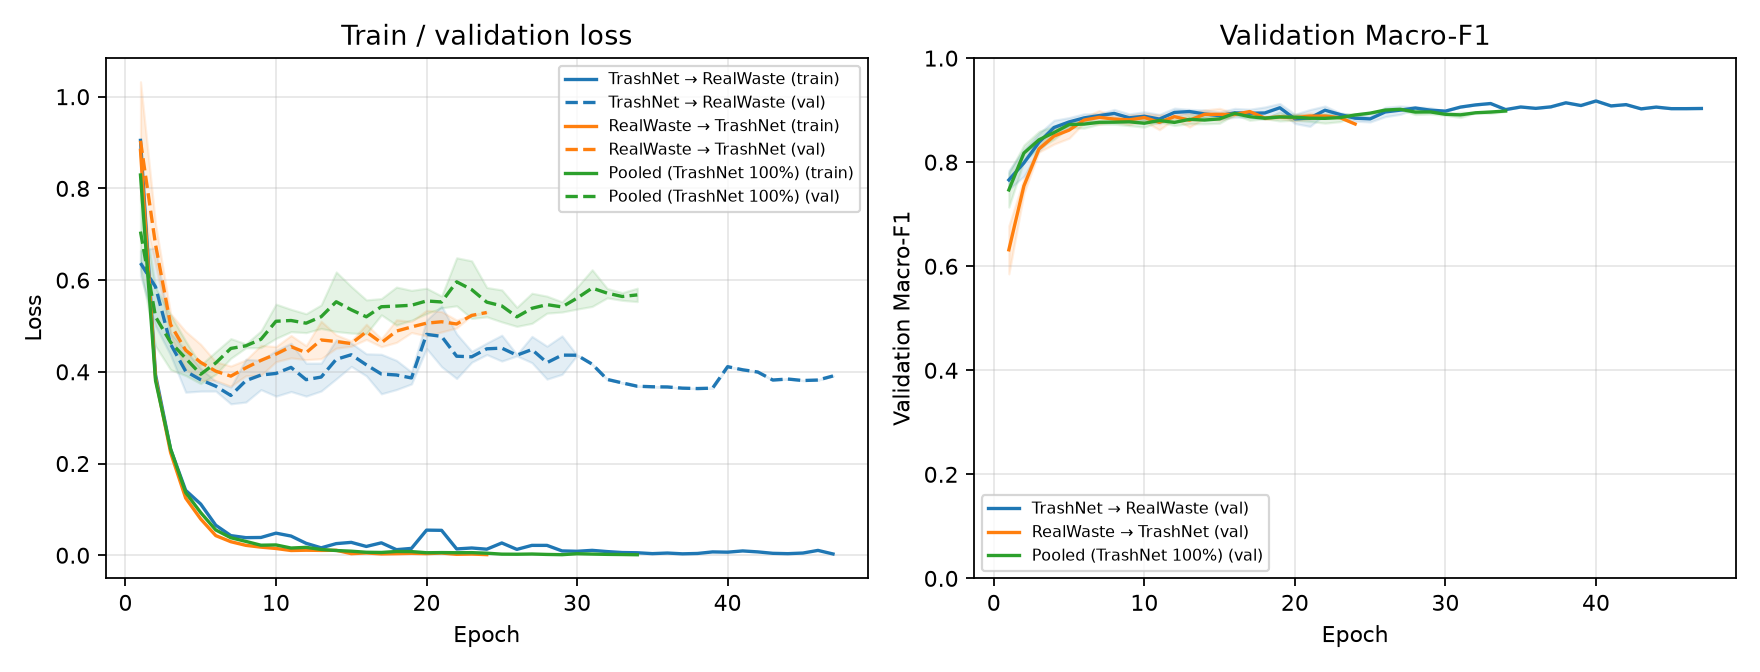 Train / validation loss
TrashNet → RealWaste (train)
TrashNet → RealWaste (val)
RealWaste → TrashNet (train)
RealWaste → TrashNet (val)
Pooled (TrashNet 100%) (train)
Pooled (TrashNet 100%) (val)
Loss
1.0
0.8
0.6
0.4
0.2
0.0
0 10 20 30 40
Epoch
Validation Macro-F1
Validation Macro-F1
1.0
0.8
0.6
0.4
0.2
0.0
TrashNet → RealWaste (val)
RealWaste → TrashNet (val)
Pooled (TrashNet 100%) (val)
0 10 20 30 40
Epoch